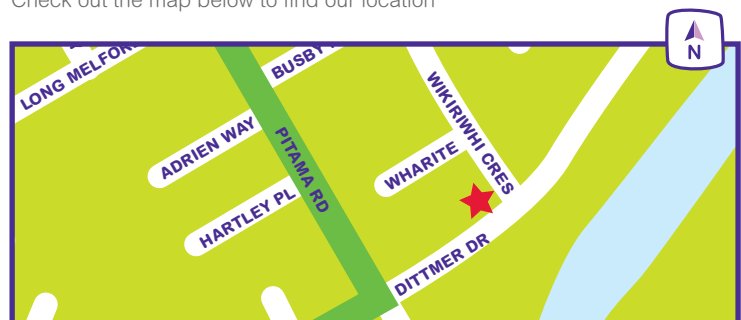 Check out the map below to find our location
N
LONG MELFORD
BUSBY
WIKIRIWHI CRES
ADRIEN WAY
PITAMA RD
WHARITE
HARTLEY PL
DITTMER DR